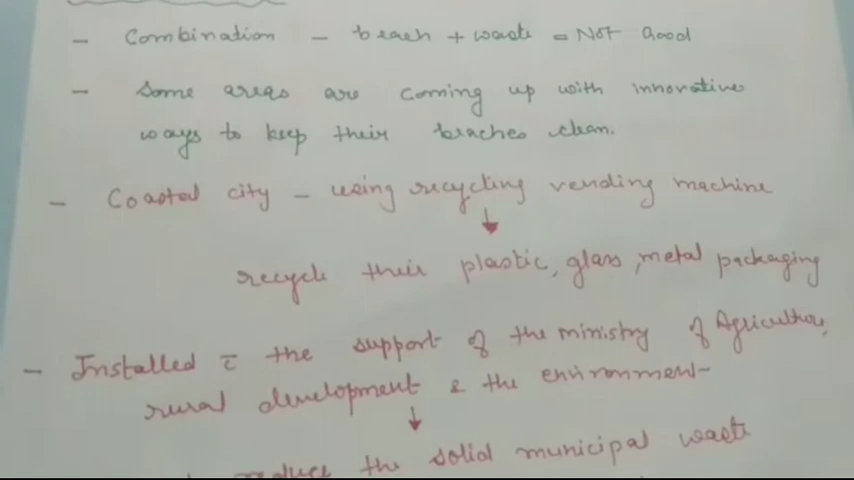 - Combination - beach + waste = Not Good
- Some areas are coming up with innovative
ways to keep their beaches clean.
- Coastal city - using recycling vending machine
↓
recycle their plastic, glass, metal packaging
- Installed c̄ the support of the ministry of Agriculture,
rural development & the environment
↓
reduce the solid municipal waste